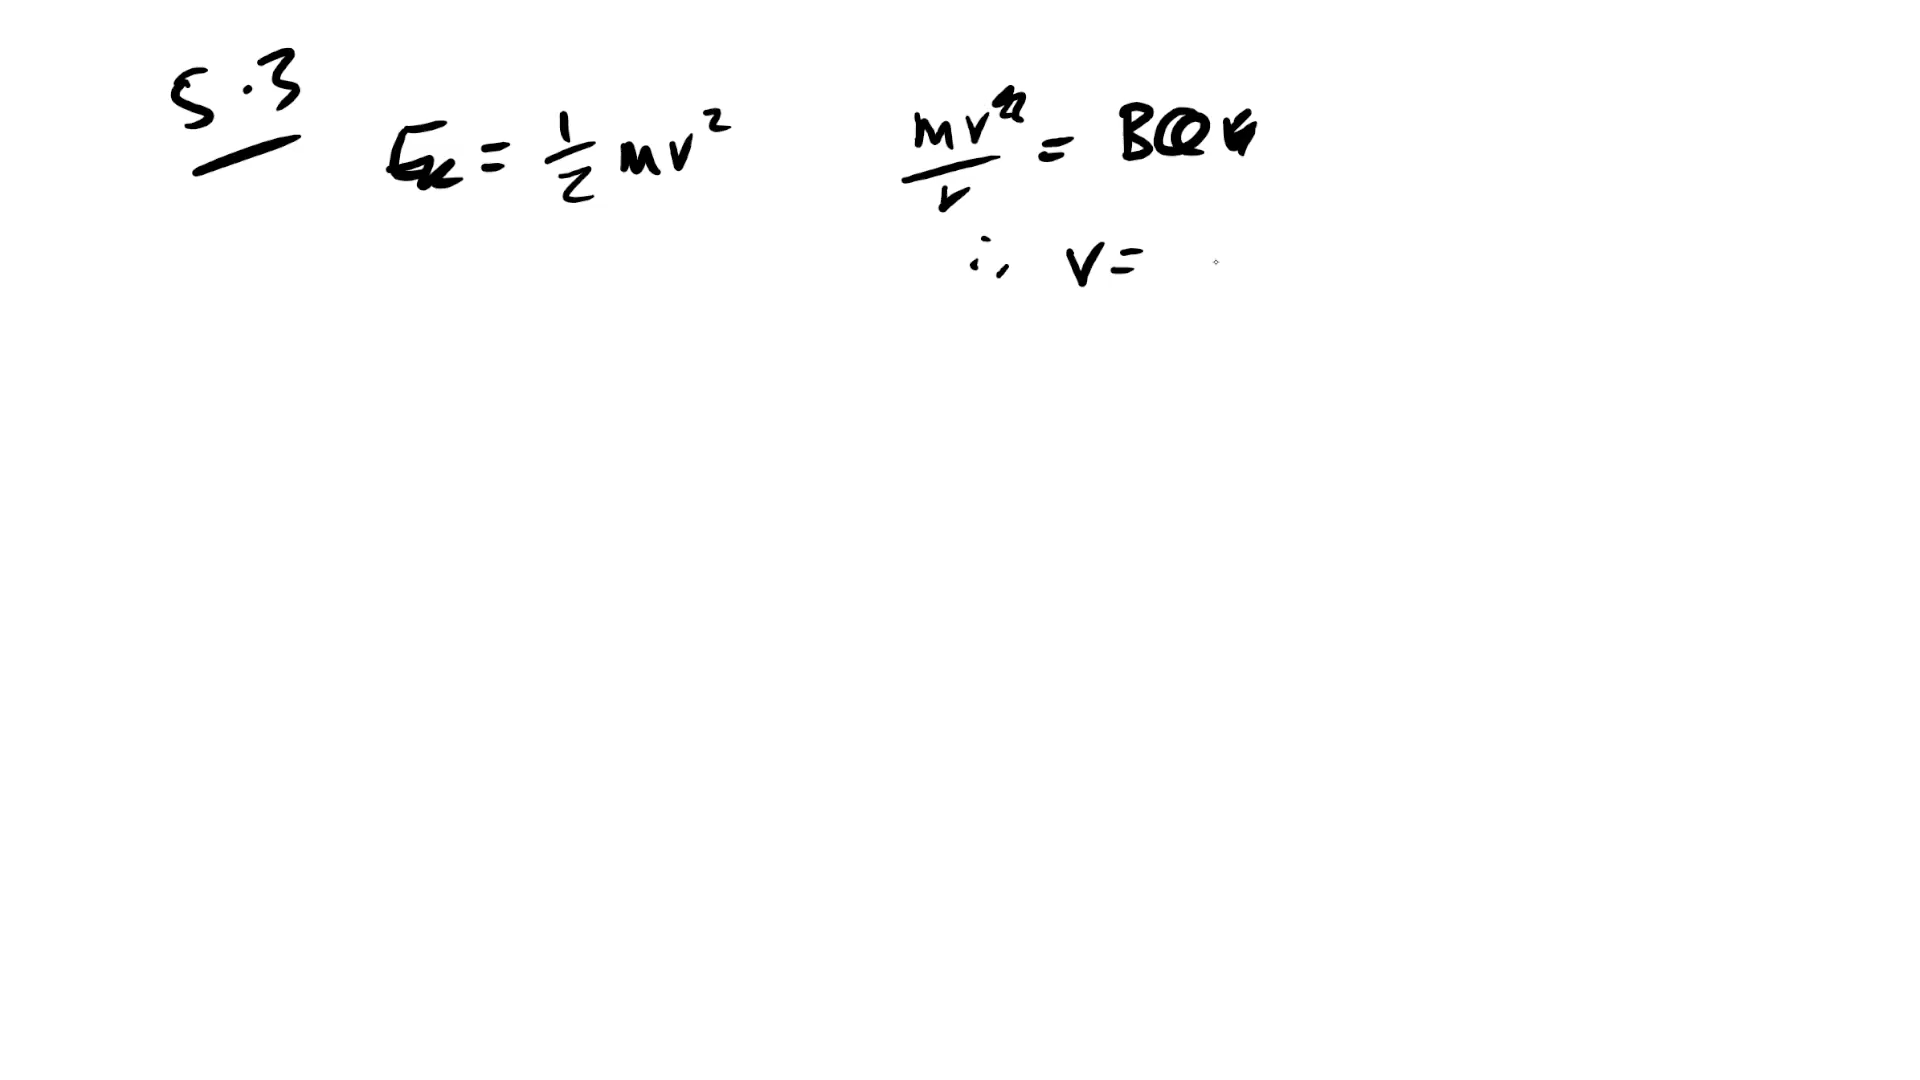 5.3
Eₖ = 1/2 mv²
mv²/r = BQv
∴ v =